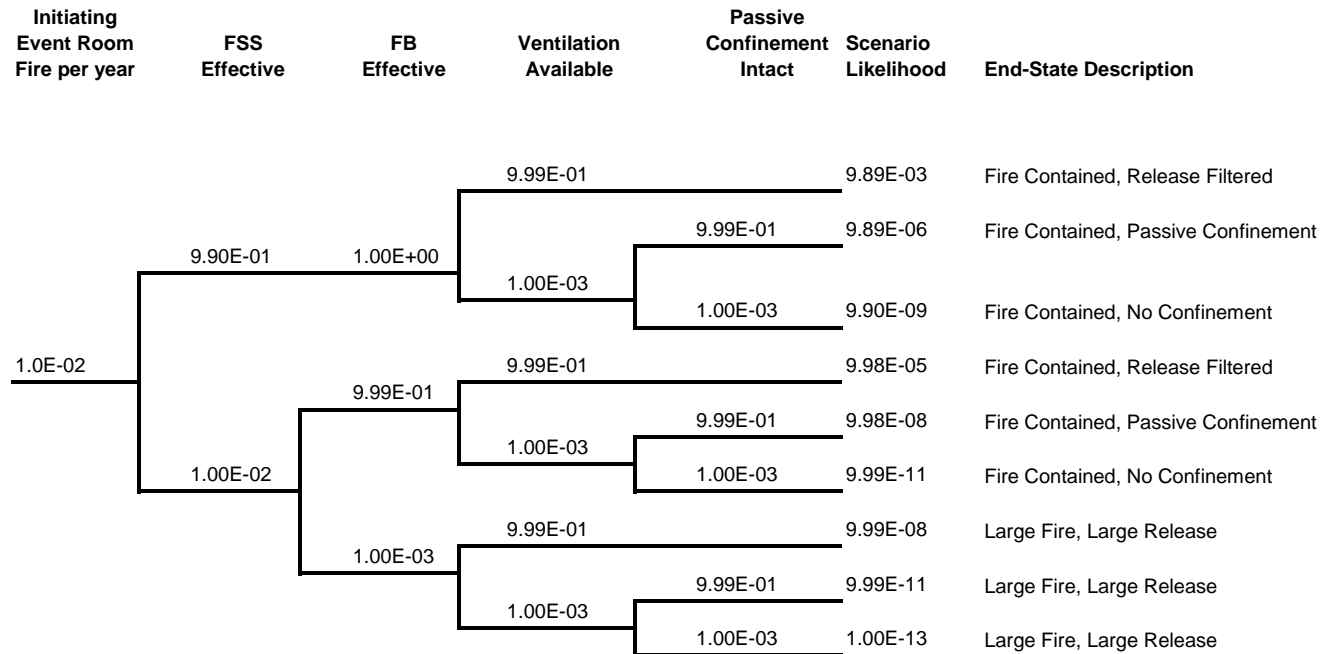 Initiating Event Room Fire per year
FSS Effective
FB Effective
Ventilation Available
Passive Confinement Intact
Scenario Likelihood
End-State Description
9.99E-01 9.89E-03 Fire Contained, Release Filtered
9.99E-01 9.89E-06 Fire Contained, Passive Confinement
9.90E-01 1.00E+00
1.00E-03
1.00E-03 9.90E-09 Fire Contained, No Confinement
1.0E-02 9.99E-01 9.98E-05 Fire Contained, Release Filtered
9.99E-01
9.99E-01 9.98E-08 Fire Contained, Passive Confinement
1.00E-03
1.00E-02 1.00E-03 9.99E-11 Fire Contained, No Confinement
9.99E-01 9.99E-08 Large Fire, Large Release
1.00E-03
9.99E-01 9.99E-11 Large Fire, Large Release
1.00E-03
1.00E-03 1.00E-13 Large Fire, Large Release